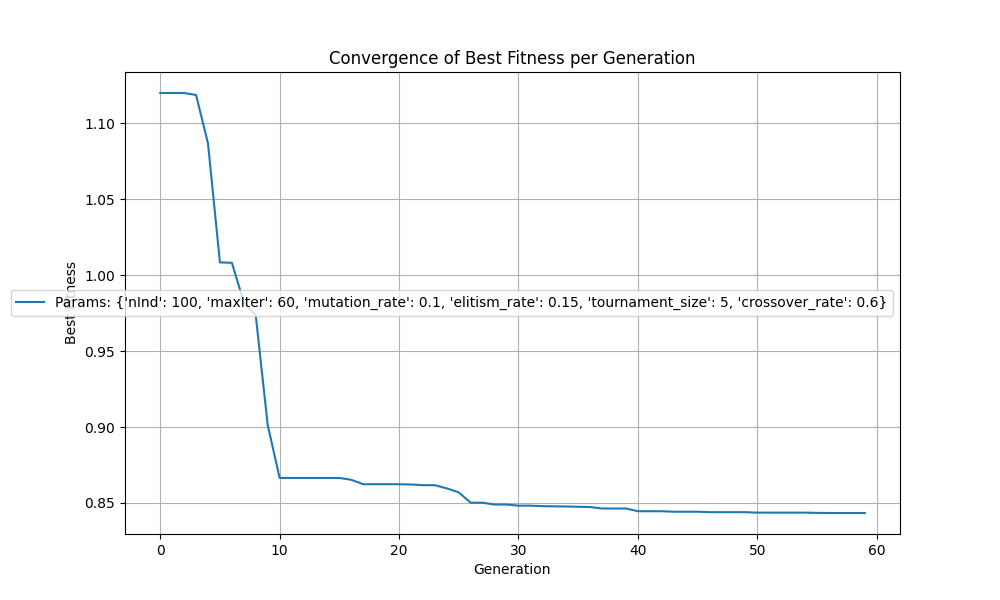 Convergence of Best Fitness per Generation
1.10
1.05
1.00
0.95
0.90
0.85
Best Fitness
Params: {'nInd': 100, 'maxIter': 60, 'mutation_rate': 0.1, 'elitism_rate': 0.15, 'tournament_size': 5, 'crossover_rate': 0.6}
0 10 20 30 40 50 60
Generation